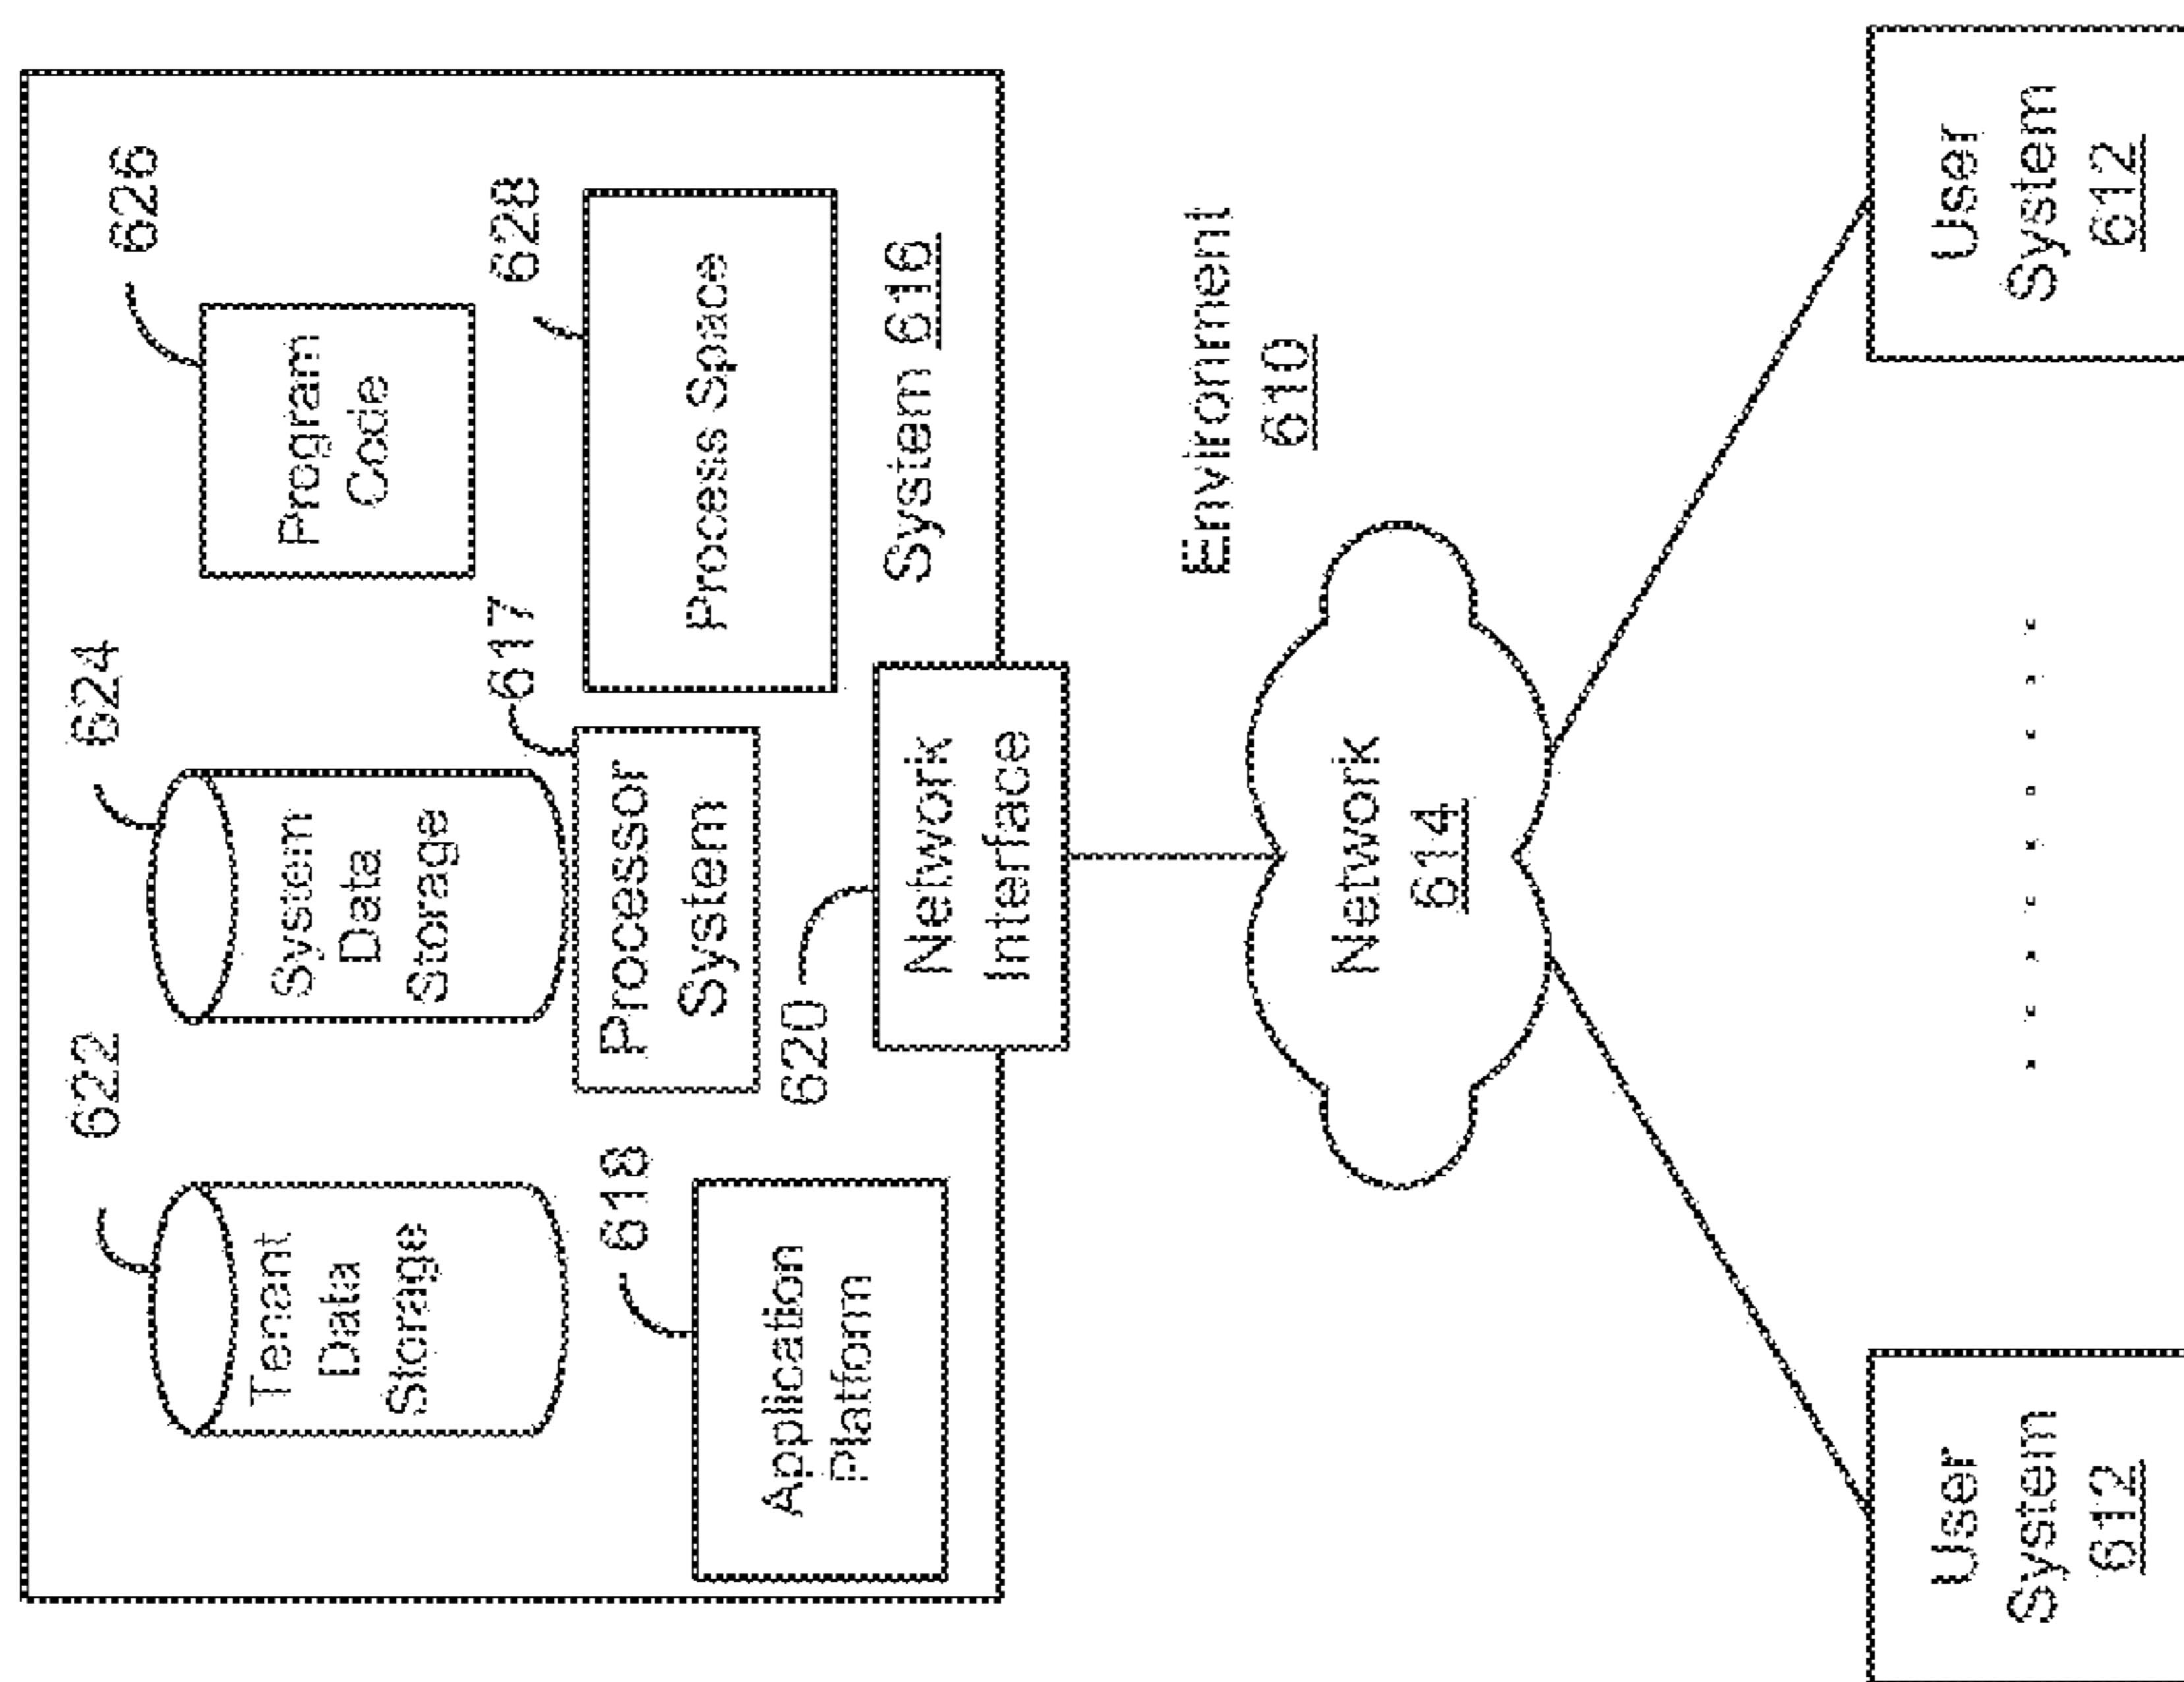 622
624
626
Tenant
Data
Storage
System
Data
Storage
Program
Code
618
617
628
Application
Platform
Processor
System
Process Space
620
Network
Interface
System 616
Environment
610
Network
614
User
System
612
User
System
612